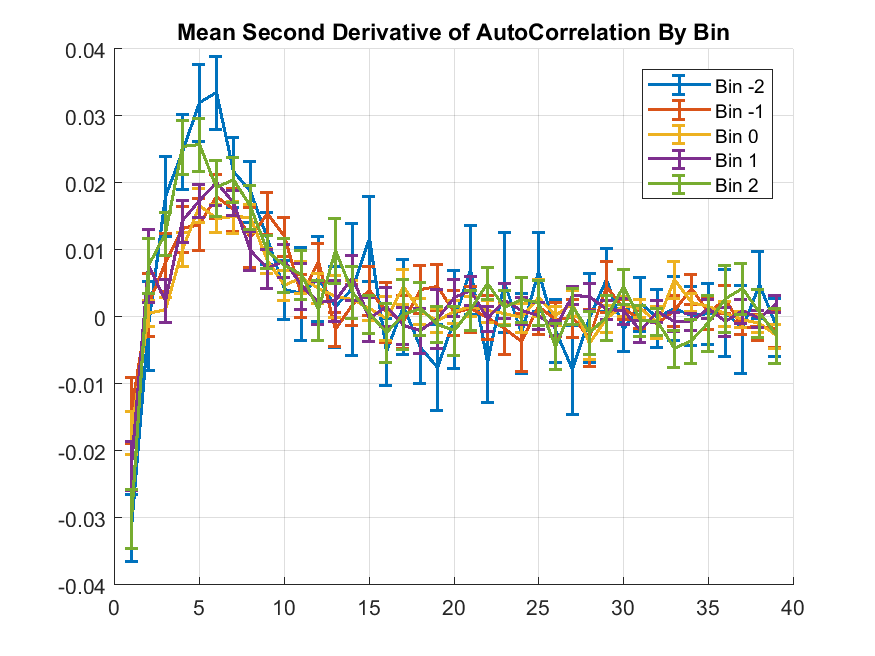 Mean Second Derivative of AutoCorrelation By Bin
0.04
0.03
0.02
0.01
0
-0.01
-0.02
-0.03
-0.04
0 5 10 15 20 25 30 35 40
Bin -2
Bin -1
Bin 0
Bin 1
Bin 2